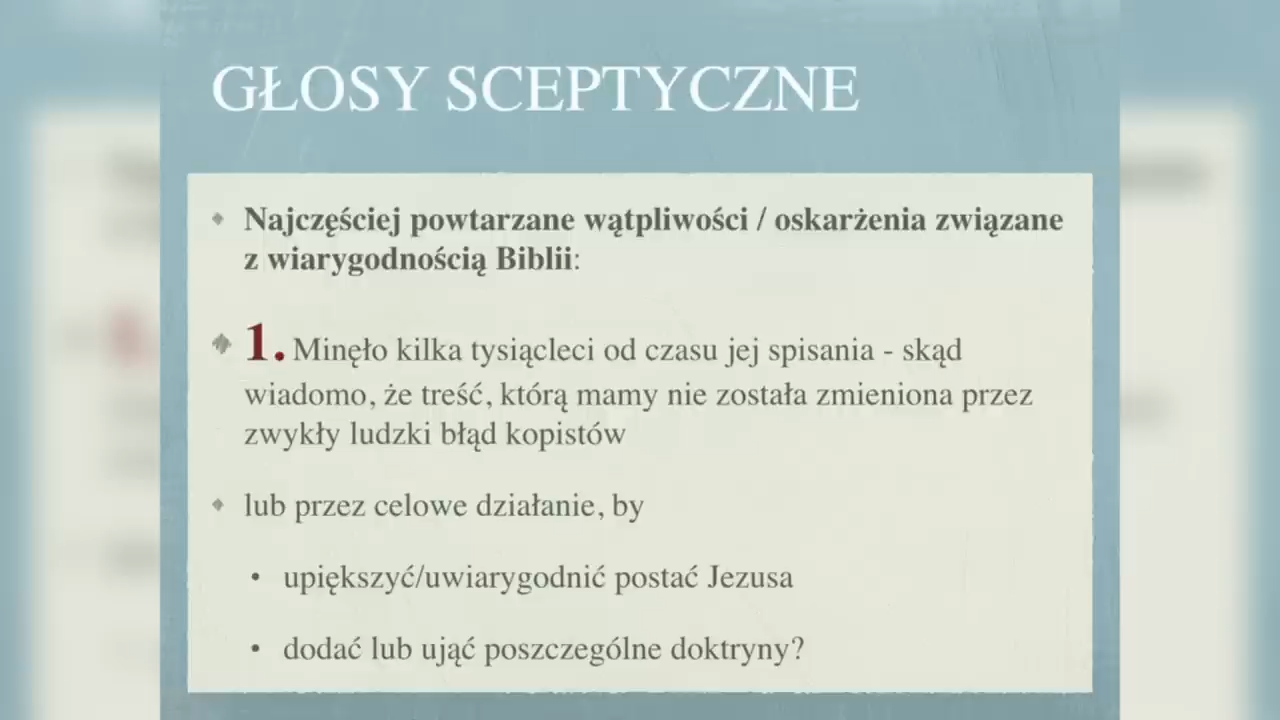 GŁOSY SCEPTYCZNE
Najczęściej powtarzane wątpliwości / oskarżenia związane
z wiarygodnością Biblii:
1. Minęło kilka tysiącleci od czasu jej spisania - skąd
wiadomo, że treść, którą mamy nie została zmieniona przez
zwykły ludzki błąd kopistów
lub przez celowe działanie, by
• upiększyć/uwiarygodnić postać Jezusa
• dodać lub ująć poszczególne doktryny?